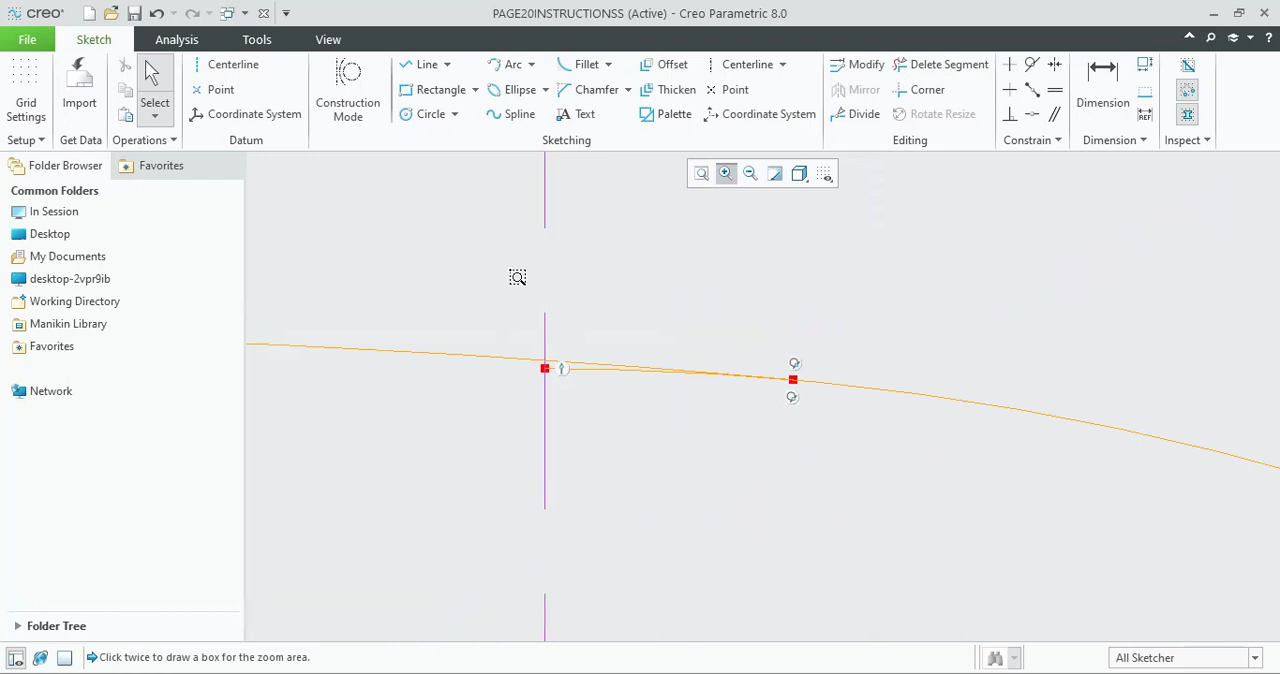 creo
PAGE20INSTRUCTIONSS (Active) - Creo Parametric 8.0
File Sketch Analysis Tools View
Grid Settings
Setup
Import
Get Data
Select
Operations
Centerline
Point
Coordinate System
Datum
Construction Mode
Line Arc Fillet Offset Centerline
Rectangle Ellipse Chamfer Thicken Point
Circle Spline Text Palette Coordinate System
Sketching
Modify Delete Segment
Mirror Corner
Divide Rotate Resize
Editing
Constrain
Dimension
REF
Dimension
Inspect
Folder Browser Favorites
Common Folders
In Session
Desktop
My Documents
desktop-2vpr9ib
Working Directory
Manikin Library
Favorites
Network
Folder Tree
Click twice to draw a box for the zoom area.
All Sketcher